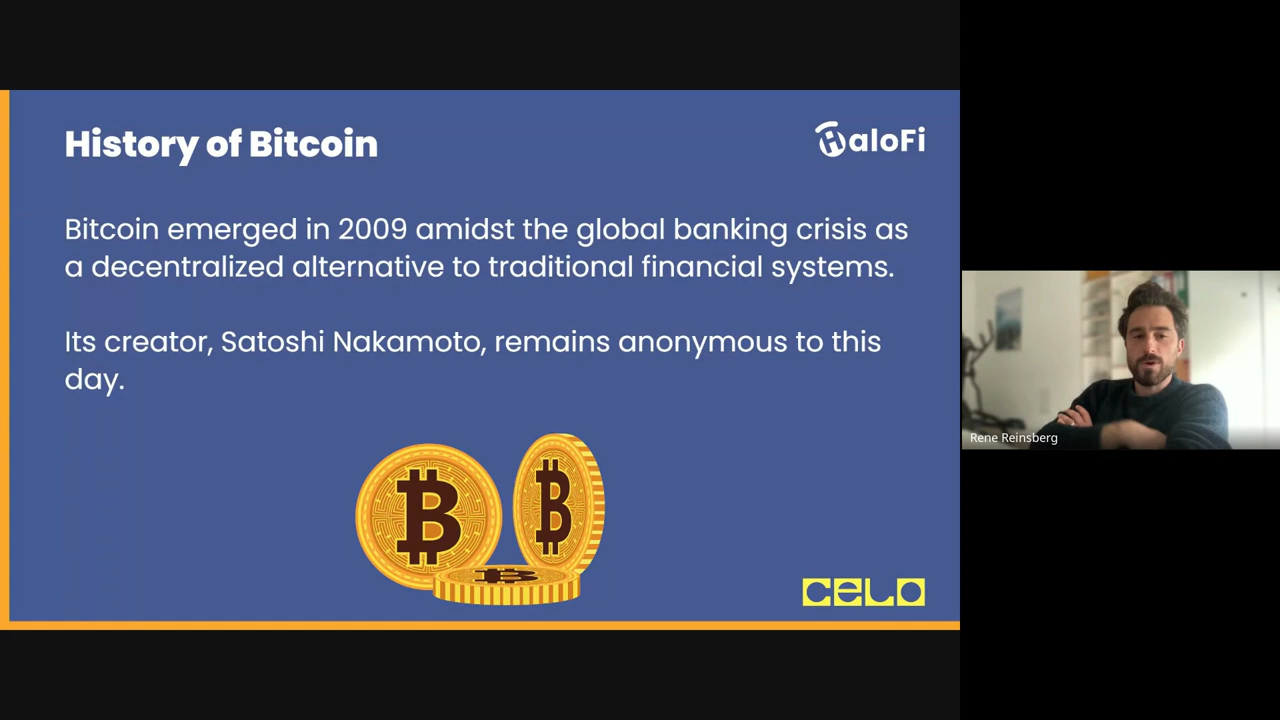 History of Bitcoin
HaloFi
Bitcoin emerged in 2009 amidst the global banking crisis as
a decentralized alternative to traditional financial systems.
Its creator, Satoshi Nakamoto, remains anonymous to this
day.
Rene Reinsberg
CELO